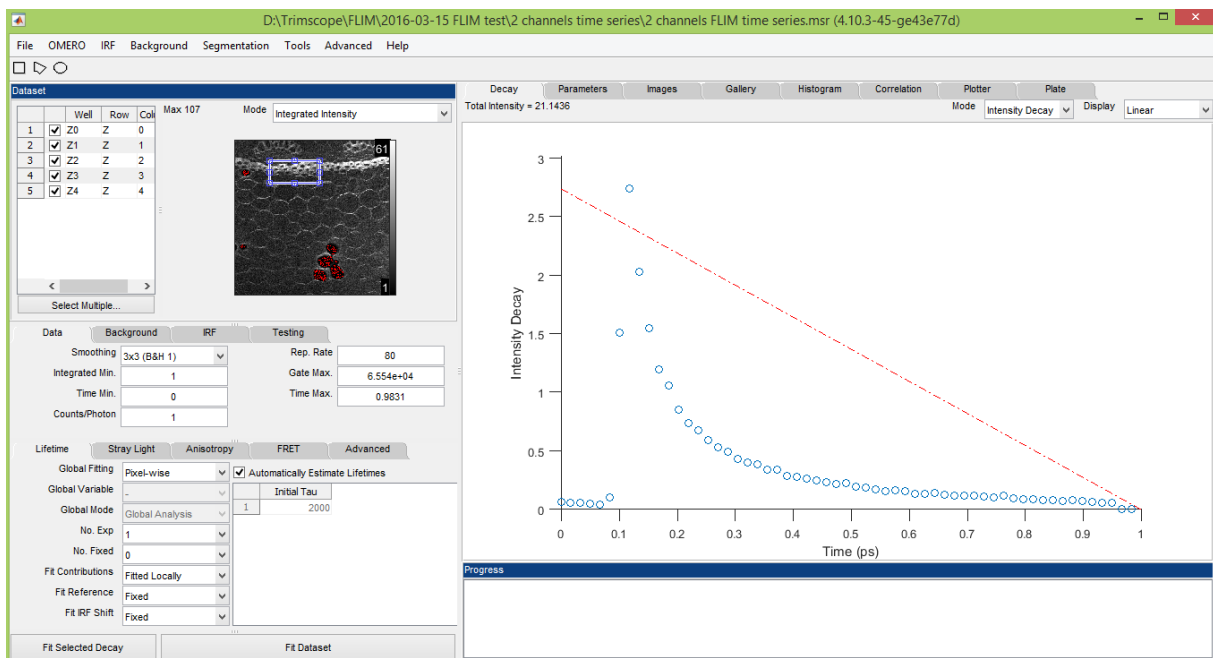 D:\Trimscope\FLIM\2016-03-15 FLIM test\2 channels time series\2 channels FLIM time series.msr (4.10.3-45-ge43e77d)
File OMERO IRF Background Segmentation Tools Advanced Help
Dataset
Well Row Col
1 Z0 Z 0
2 Z1 Z 1
3 Z2 Z 2
4 Z3 Z 3
5 Z4 Z 4
Select Multiple...
Max 107 Mode Integrated Intensity
61
1
Data Background IRF Testing
Smoothing 3x3 (B&H 1) Rep. Rate 80
Integrated Min. 1 Gate Max. 6.554e+04
Time Min. 0 Time Max. 0.9831
Counts/Photon 1
Lifetime Stray Light Anisotropy FRET Advanced
Global Fitting Pixel-wise
Global Variable -
Global Mode Global Analysis
No. Exp 1
No. Fixed 0
Fit Contributions Fitted Locally
Fit Reference Fixed
Fit IRF Shift Fixed
Automatically Estimate Lifetimes
Initial Tau
1 2000
Fit Selected Decay Fit Dataset
Decay Parameters Images Gallery Histogram Correlation Plotter Plate
Total Intensity = 21.1436 Mode Intensity Decay Display Linear
3
2.5
2
1.5
1
0.5
0
Intensity Decay
0 0.1 0.2 0.3 0.4 0.5 0.6 0.7 0.8 0.9 1
Time (ps)
Progress